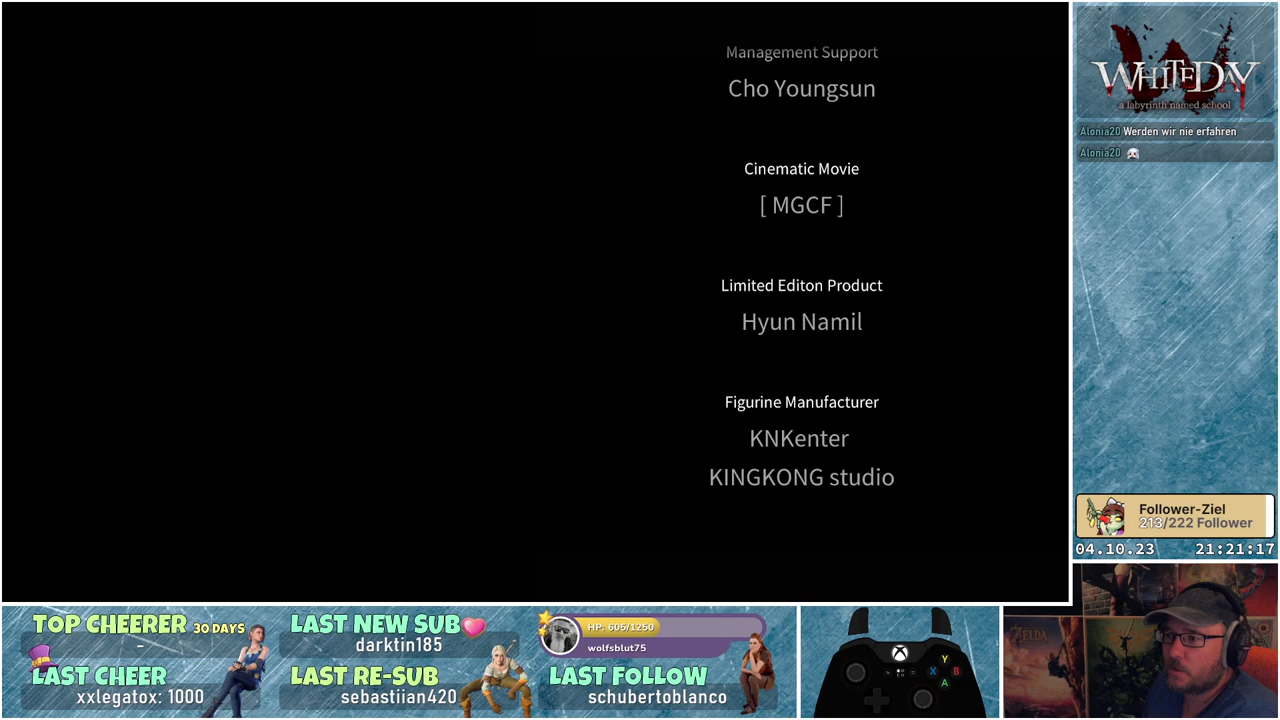 Management Support
Cho Youngsun
Cinematic Movie
[ MGCF ]
Limited Editon Product
Hyun Namil
Figurine Manufacturer
KNKenter
KINGKONG studio
WHITEDAY
a labyrinth named school
Alonia20 Werden wir nie erfahren
Alonia20
Follower-Ziel
213/222 Follower
04.10.23 21:21:17
TOP CHEERER 30 DAYS
-
LAST CHEER
xxlegatox: 1000
LAST NEW SUB
darktin185
LAST RE-SUB
sebastiian420
HP: 605/1250
wolfsblut75
LAST FOLLOW
schubertoblanco
Y
X B
A
ZELDA